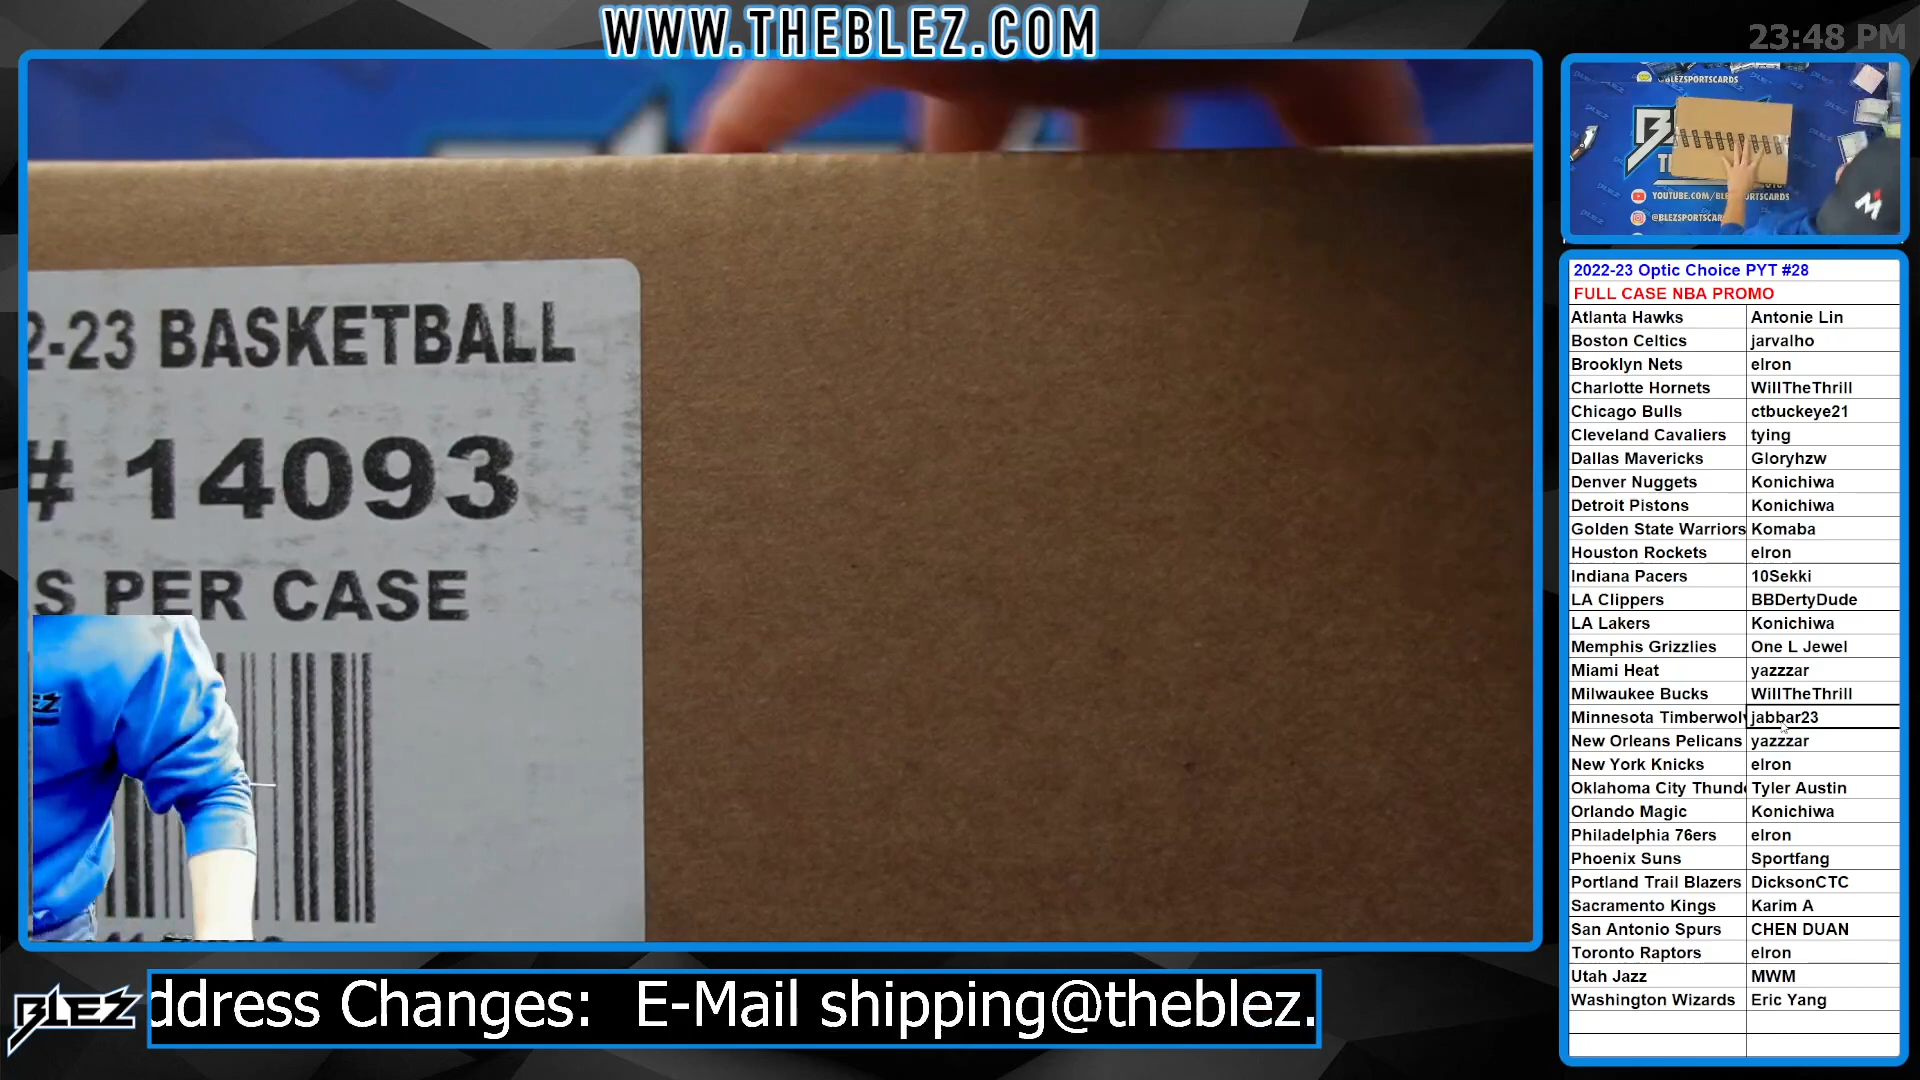 WWW.THEBLEZ.COM
23:48 PM
2-23 BASKETBALL
# 14093
S PER CASE
BLEZSPORTSCARDS
YOUTUBE.COM/BLE PORTSCARDS
@BLEZSPORTSCAR
2022-23 Optic Choice PYT #28
FULL CASE NBA PROMO
Atlanta Hawks Antonie Lin
Boston Celtics jarvalho
Brooklyn Nets elron
Charlotte Hornets WillTheThrill
Chicago Bulls ctbuckeye21
Cleveland Cavaliers tying
Dallas Mavericks Gloryhzw
Denver Nuggets Konichiwa
Detroit Pistons Konichiwa
Golden State Warriors Komaba
Houston Rockets elron
Indiana Pacers 10Sekki
LA Clippers BBDertyDude
LA Lakers Konichiwa
Memphis Grizzlies One L Jewel
Miami Heat yazzzar
Milwaukee Bucks WillTheThrill
Minnesota Timberwolv jabbar23
New Orleans Pelicans yazzzar
New York Knicks elron
Oklahoma City Thunde Tyler Austin
Orlando Magic Konichiwa
Philadelphia 76ers elron
Phoenix Suns Sportfang
Portland Trail Blazers DicksonCTC
Sacramento Kings Karim A
San Antonio Spurs CHEN DUAN
Toronto Raptors elron
Utah Jazz MWM
Washington Wizards Eric Yang
BLEZ
ddress Changes: E-Mail shipping@theblez.